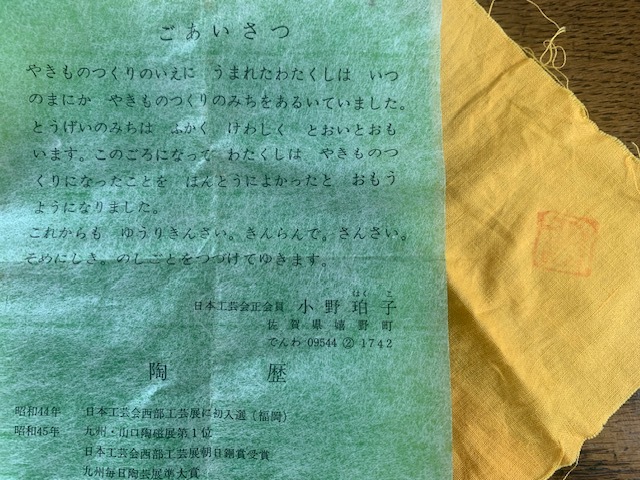 ごあいさつ
やきものつくりのいえに うまれたわたくしは いつ
のまにか やきものつくりのみちをあるいていました。
とうげいのみちは ふかく けわしく とおいとおも
います。このごろになって わたくしは やきものつ
くりになったことを ほんとうによかったと おもう
ようになりました。
これからも ゆうりきんさい。きんらんで。さんさい。
そめにしき。のしごとをつづけてゆきます。
はくこ
日本工芸会正会員 小野珀子
佐賀県嬉野町
でんわ 09544 ② 1742
陶歴
昭和44年 日本工芸会西部工芸展に初入選(福岡)
昭和45年 九州・山口陶磁展第1位
日本工芸会西部工芸展朝日銀賞受賞
九州毎日陶芸展準大賞